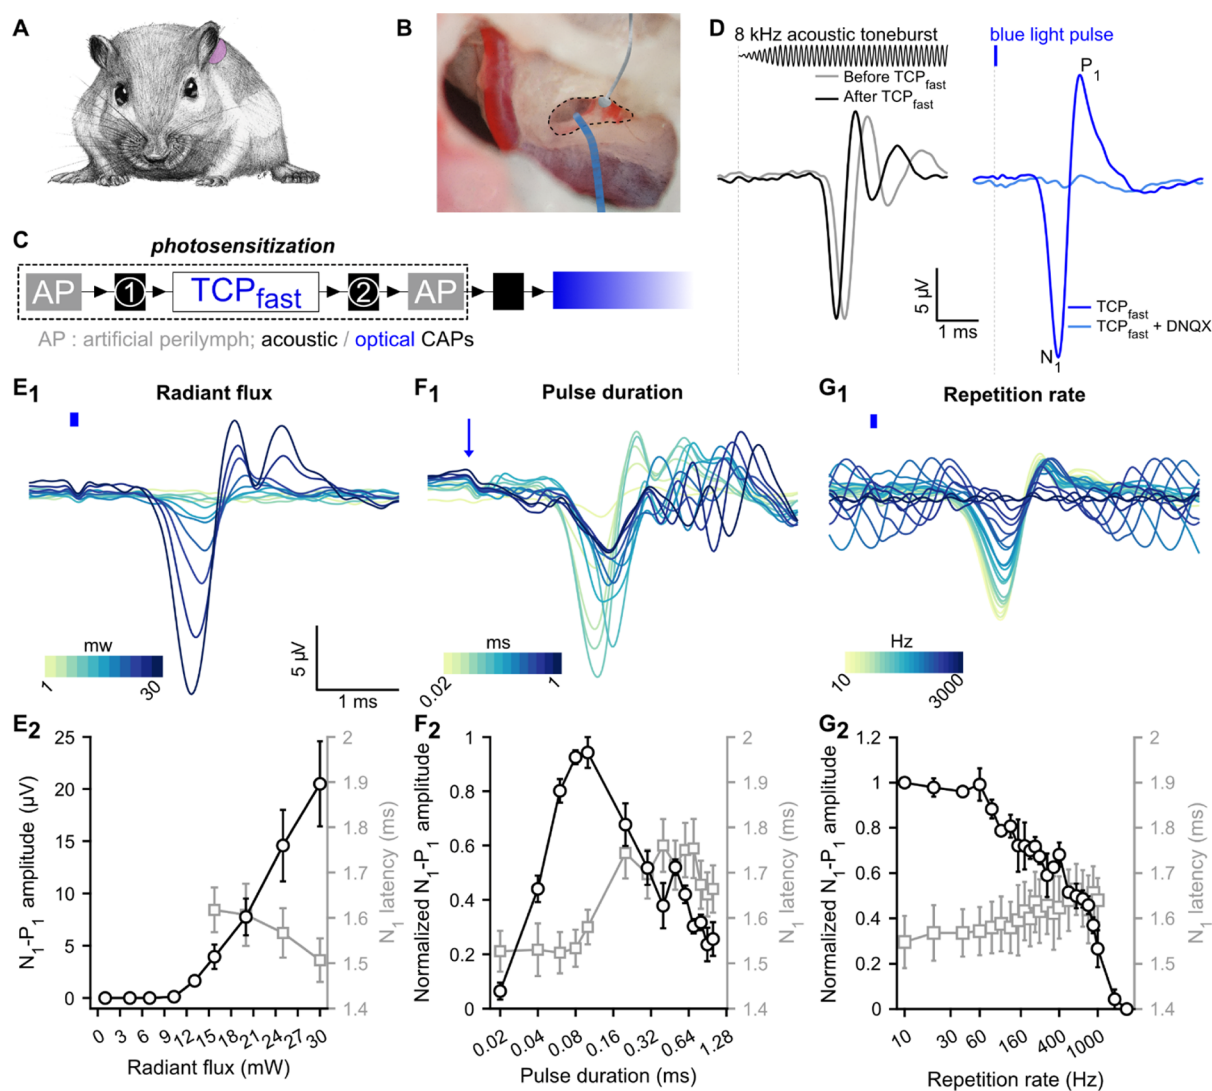 A
B
D
8 kHz acoustic toneburst
Before TCPfast
After TCPfast
blue light pulse
P1
N1
5 µV
1 ms
TCPfast
TCPfast + DNQX
C
photosensitization
AP
1
TCPfast
2
AP
AP : artificial perilymph; acoustic / optical CAPs
E1
Radiant flux
mw
1
30
5 µV
1 ms
F1
Pulse duration
ms
0.02
1
G1
Repetition rate
Hz
10
3000
E2
N1-P1 amplitude (µV)
25
20
15
10
5
0
0
3
6
9
12
15
16
19
21
24
27
30
Radiant flux (mW)
2
1.9
1.8
1.7
1.6
1.5
1.4
N1 latency (ms)
F2
Normalized N1-P1 amplitude
1
0.8
0.6
0.4
0.2
0
0.02
0.04
0.08
0.16
0.32
0.64
1.28
Pulse duration (ms)
2
1.9
1.8
1.7
1.6
1.5
1.4
N1 latency (ms)
G2
Normalized N1-P1 amplitude
1.2
1
0.8
0.6
0.4
0.2
0
10
30
60
160
400
1000
Repetition rate (Hz)
2
1.9
1.8
1.7
1.6
1.5
1.4
N1 latency (ms)